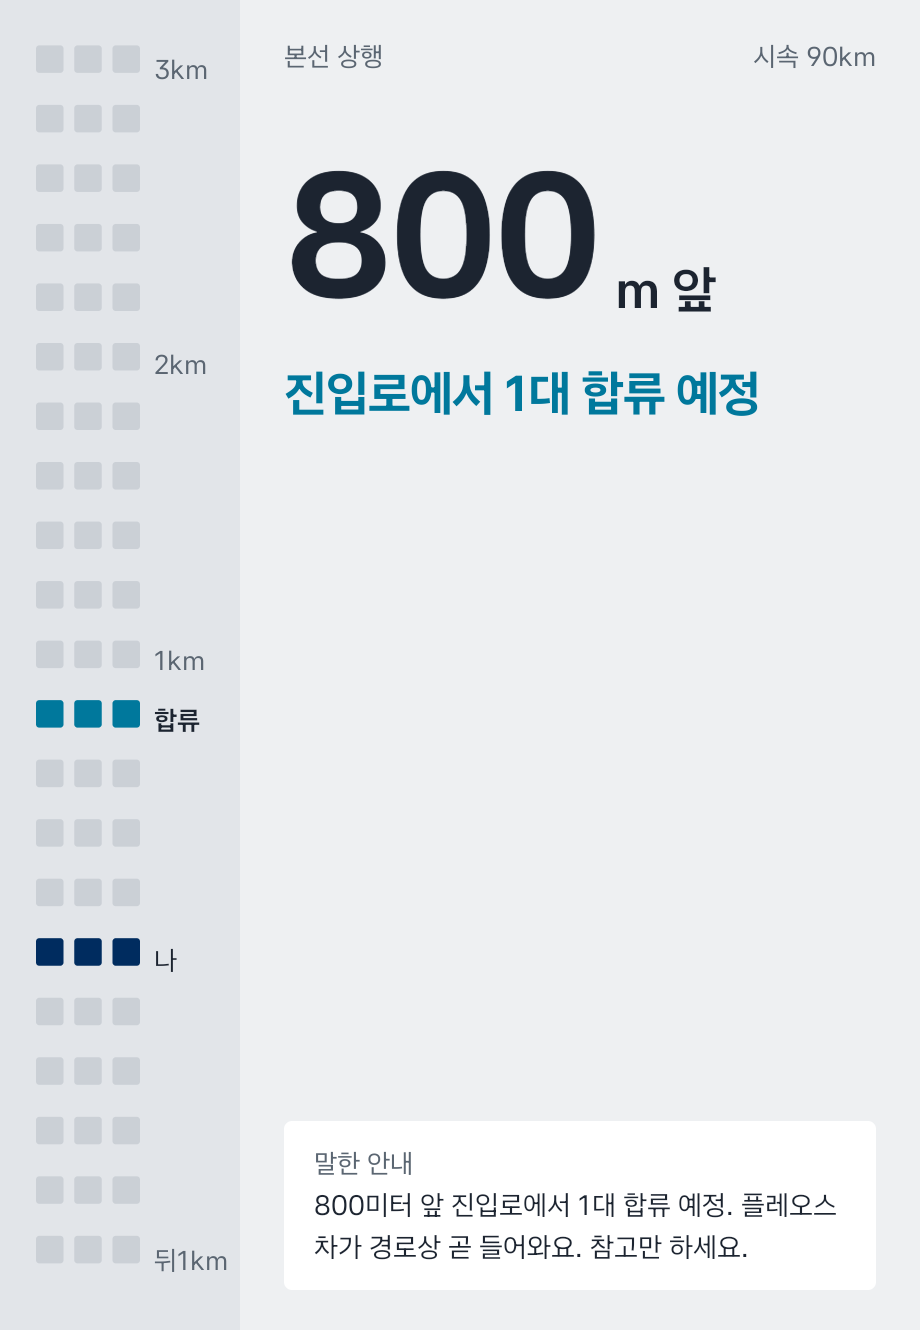 3km
2km
1km
합류
나
뒤1km
본선 상행
시속 90km
800 m 앞
진입로에서 1대 합류 예정
말한 안내
800미터 앞 진입로에서 1대 합류 예정. 플레오스
차가 경로상 곧 들어와요. 참고만 하세요.